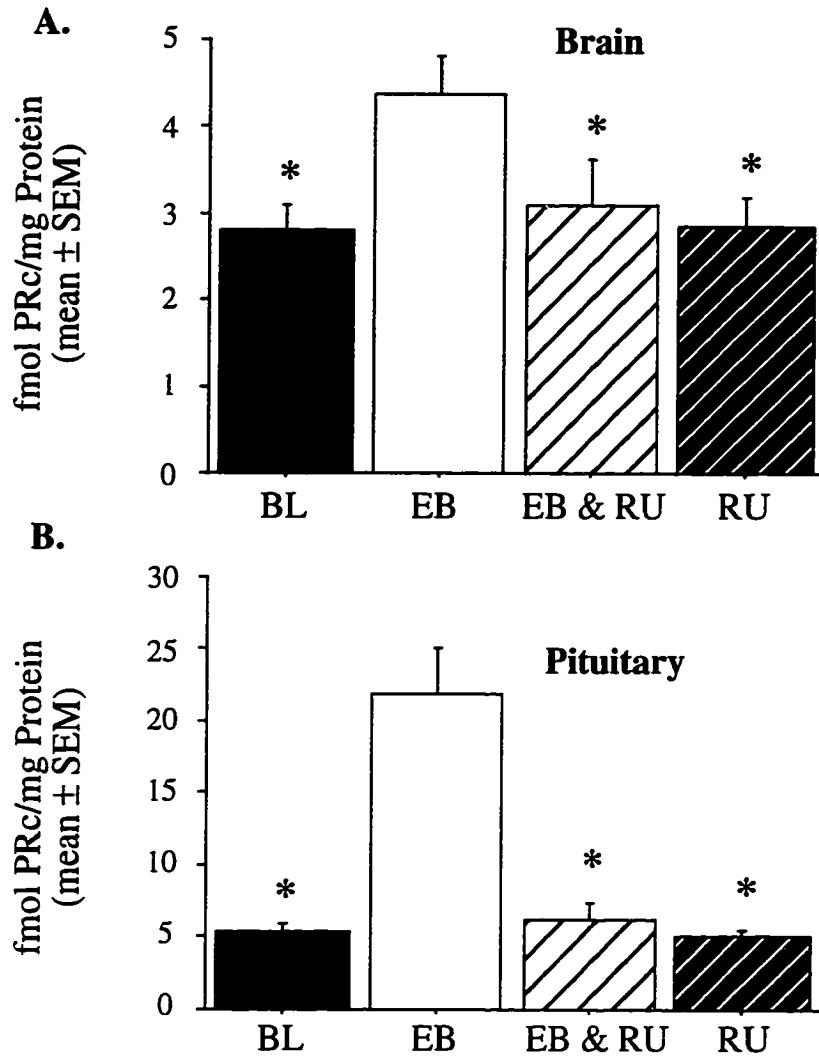 A.
Brain
fmol PRc/mg Protein
(mean ± SEM)
5
4
3
2
1
0
*
*
*
BL EB EB & RU RU
B.
Pituitary
fmol PRc/mg Protein
(mean ± SEM)
30
25
20
15
10
5
0
*
*
*
BL EB EB & RU RU